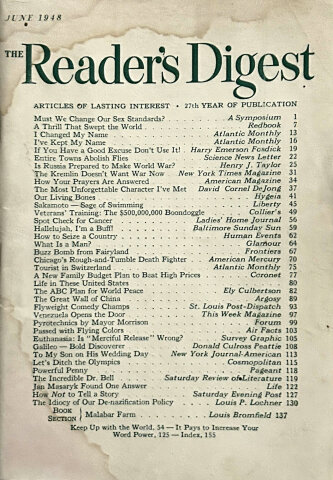 JUNE 1948
THE Reader's Digest
ARTICLES OF LASTING INTEREST · 27th YEAR OF PUBLICATION
Must We Change Our Sex Standards? A Symposium 1
A Thrill That Swept the World Redbook 7
I Changed My Name Atlantic Monthly 13
I've Kept My Name Atlantic Monthly 16
If You Have a Good Excuse Don't Use It! Harry Emerson Fosdick 19
Entire Towns Abolish Flies Science News Letter 22
Is Russia Prepared to Make World War? Henry J. Taylor 25
The Kremlin Doesn't Want War Now New York Times Magazine 31
How Your Prayers Are Answered American Magazine 34
The Most Unforgettable Character I've Met David Cornel DeJong 37
Our Living Bones Hygeia 41
Sakamoto — Sage of Swimming Liberty 45
Veterans' Training: The $500,000,000 Boondoggle Collier's 49
Spot Check for Cancer Ladies' Home Journal 56
Hallelujah, I'm a Buff! Baltimore Sunday Sun 59
How to Seize a Country Human Events 62
What Is a Man? Glamour 64
Buzz Bomb from Fairyland Frontiers 67
Chicago's Rough-and-Tumble Death Fighter American Mercury 70
Tourist in Switzerland Atlantic Monthly 75
A New Family Budget Plan to Beat High Prices Coronet 77
Life in These United States 80
The ABC Plan for World Peace Ely Culbertson 82
The Great Wall of China Argosy 89
Flyweight Comedy Champs St. Louis Post-Dispatch 93
Venezuela Opens the Door This Week Magazine 97
Pyrotechnics by Mayor Morrison Forum 99
Passed with Flying Colors Air Facts 103
Euthanasia: Is "Merciful Release" Wrong? Survey Graphic 105
Galileo — Bold Discoverer Donald Culross Peattie 108
To My Son on His Wedding Day New York Journal-American 113
Let's Ditch the Olympics Cosmopolitan 115
Powerful Penny Pageant 118
The Incredible Dr. Bell Saturday Review of Literature 119
Jan Masaryk Found One Answer Life 122
How Not to Tell a Story Saturday Evening Post 127
The Idiocy of Our De-nazification Policy Louis P. Lochner 130
BOOK SECTION } Malabar Farm Louis Bromfield 137
Keep Up with the World, 54 — It Pays to Increase Your
Word Power, 125 — Index, 155